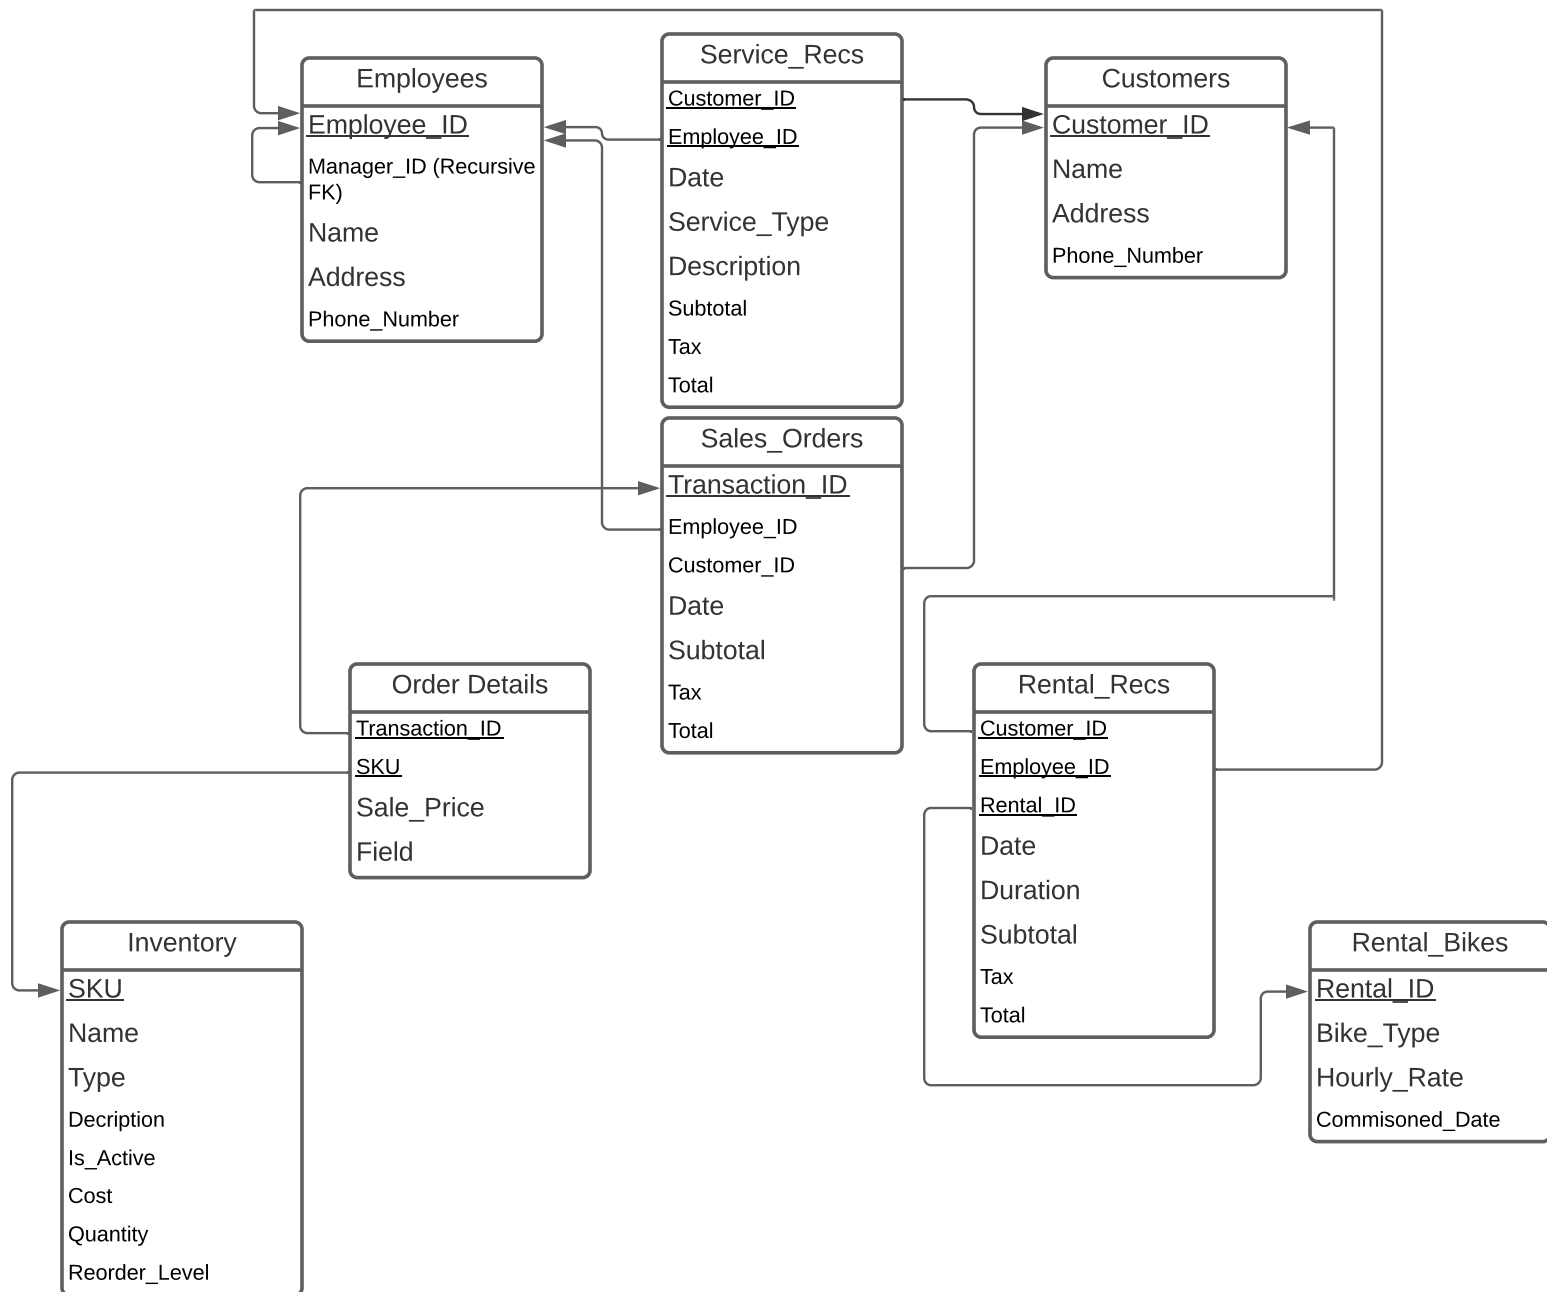 Employees
Employee_ID
Manager_ID (Recursive
FK)
Name
Address
Phone_Number
Service_Recs
Customer_ID
Employee_ID
Date
Service_Type
Description
Subtotal
Tax
Total
Customers
Customer_ID
Name
Address
Phone_Number
Sales_Orders
Transaction_ID
Employee_ID
Customer_ID
Date
Subtotal
Tax
Total
Order Details
Transaction_ID
SKU
Sale_Price
Field
Rental_Recs
Customer_ID
Employee_ID
Rental_ID
Date
Duration
Subtotal
Tax
Total
Inventory
SKU
Name
Type
Decription
Is_Active
Cost
Quantity
Reorder_Level
Rental_Bikes
Rental_ID
Bike_Type
Hourly_Rate
Commisoned_Date